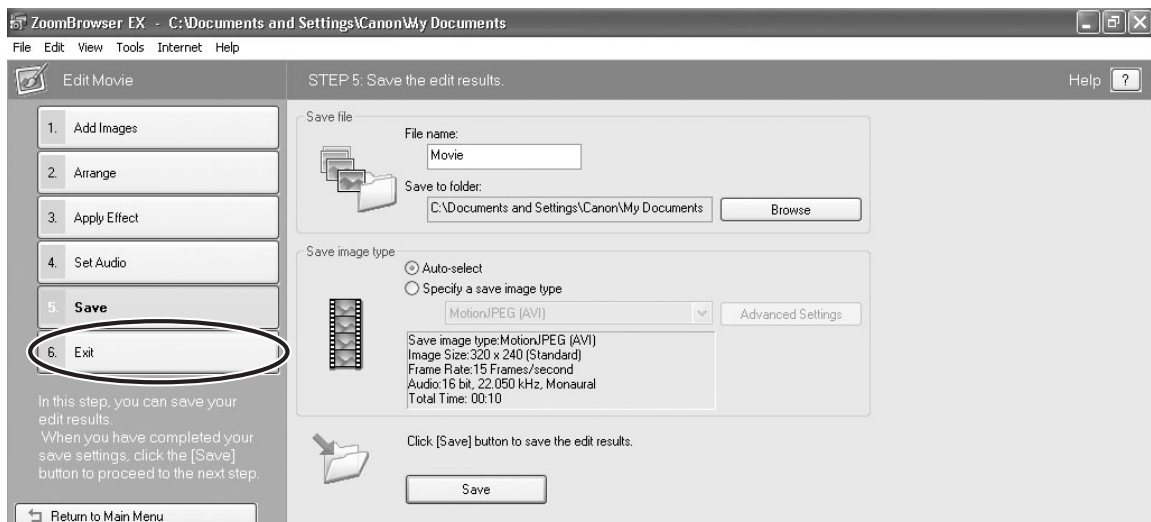 ZoomBrowser EX - C:\Documents and Settings\Canon\My Documents
File Edit View Tools Internet Help
Edit Movie
STEP 5: Save the edit results.
Help ?
1. Add Images
2. Arrange
3. Apply Effect
4. Set Audio
5. Save
6. Exit
In this step, you can save your
edit results.
When you have completed your
save settings, click the [Save]
button to proceed to the next step.
Return to Main Menu
Save file
File name:
Movie
Save to folder:
C:\Documents and Settings\Canon\My Documents
Browse
Save image type
Auto-select
Specify a save image type
MotionJPEG (AVI)
Advanced Settings
Save image type:MotionJPEG (AVI)
Image Size:320 x 240 (Standard)
Frame Rate:15 Frames/second
Audio:16 bit, 22.050 kHz, Monaural
Total Time: 00:10
Click [Save] button to save the edit results.
Save